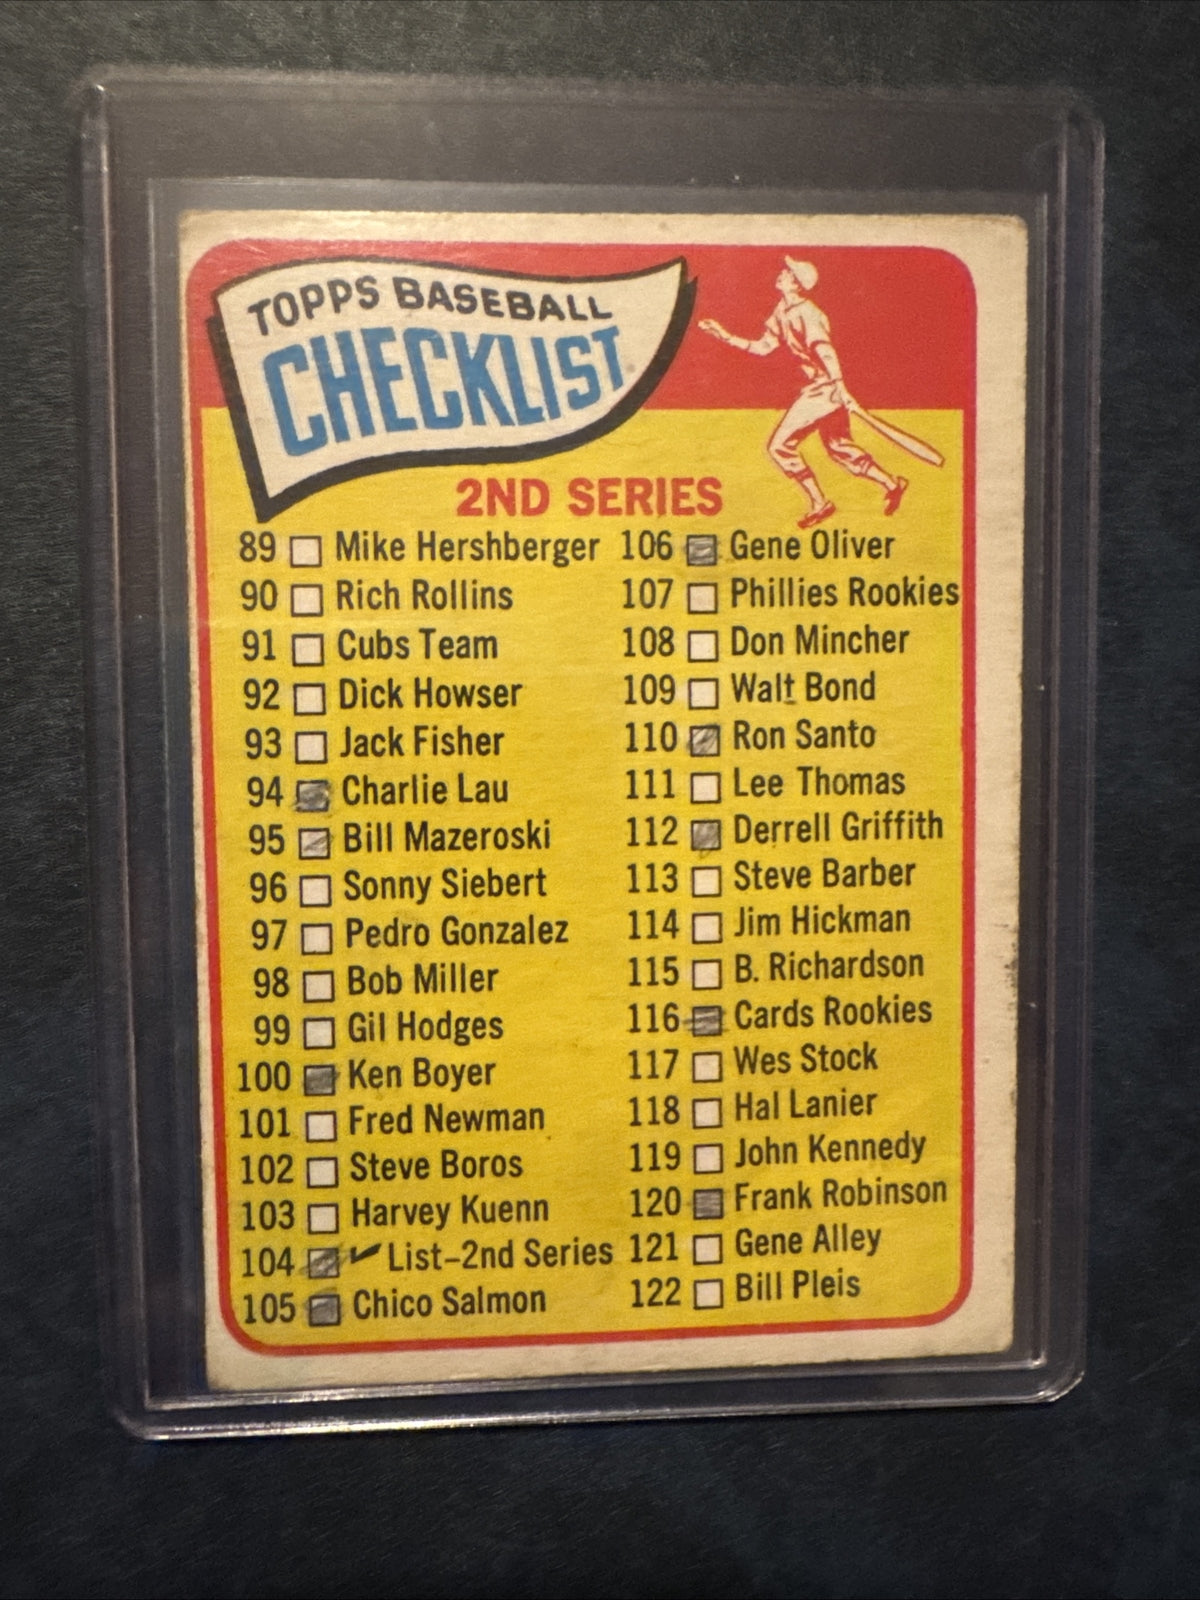 TOPPS BASEBALL
CHECKLIST
2ND SERIES
89 Mike Hershberger
90 Rich Rollins
91 Cubs Team
92 Dick Howser
93 Jack Fisher
94 Charlie Lau
95 Bill Mazeroski
96 Sonny Siebert
97 Pedro Gonzalez
98 Bob Miller
99 Gil Hodges
100 Ken Boyer
101 Fred Newman
102 Steve Boros
103 Harvey Kuenn
104 ✔ List–2nd Series
105 Chico Salmon
106 Gene Oliver
107 Phillies Rookies
108 Don Mincher
109 Walt Bond
110 Ron Santo
111 Lee Thomas
112 Derrell Griffith
113 Steve Barber
114 Jim Hickman
115 B. Richardson
116 Cards Rookies
117 Wes Stock
118 Hal Lanier
119 John Kennedy
120 Frank Robinson
121 Gene Alley
122 Bill Pleis